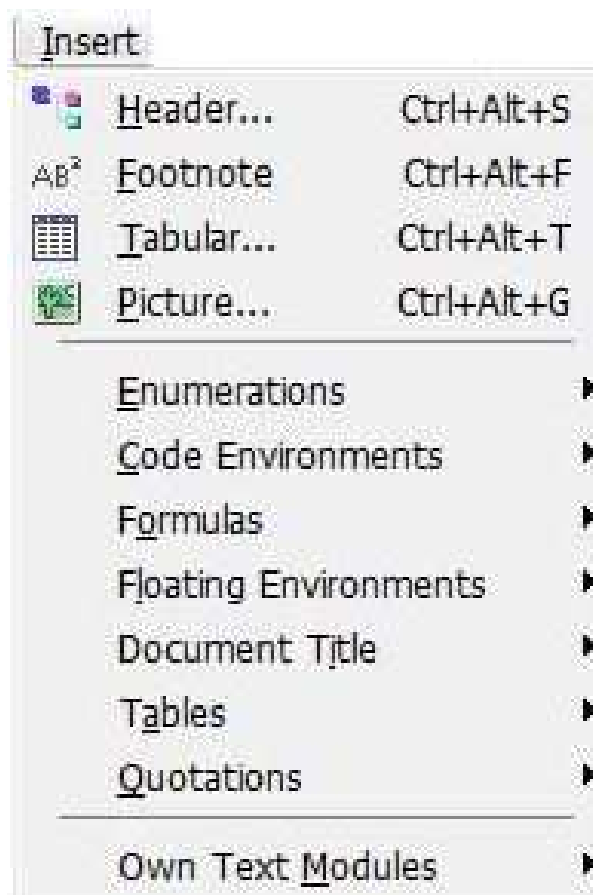 Insert
Header... Ctrl+Alt+S
AB² Footnote Ctrl+Alt+F
Tabular... Ctrl+Alt+T
Picture... Ctrl+Alt+G
Enumerations
Code Environments
Formulas
Floating Environments
Document Title
Tables
Quotations
Own Text Modules